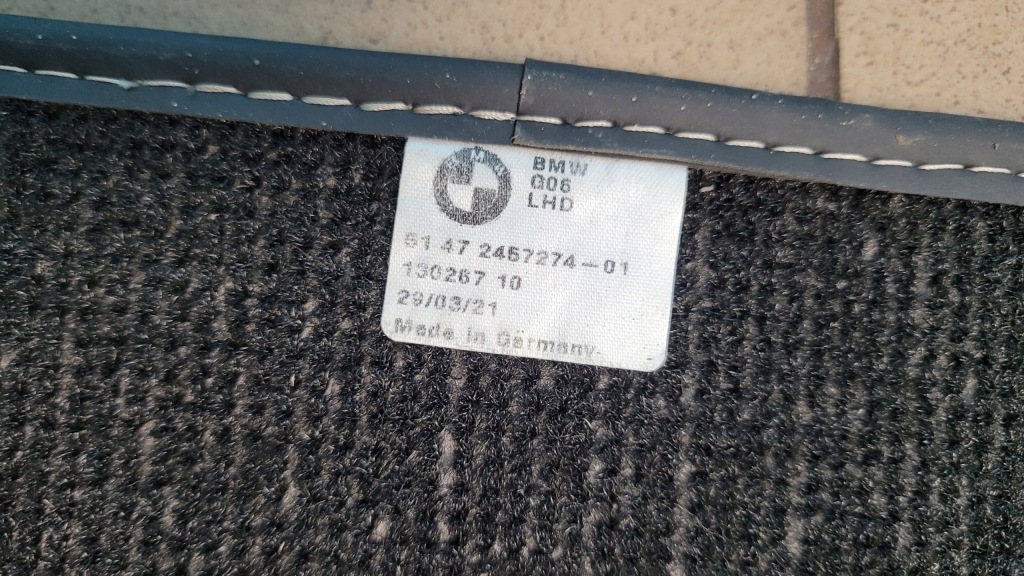 BMW
G06
LHD
51 47 2457274-01
130267 10
29/03/21
Made in Germany